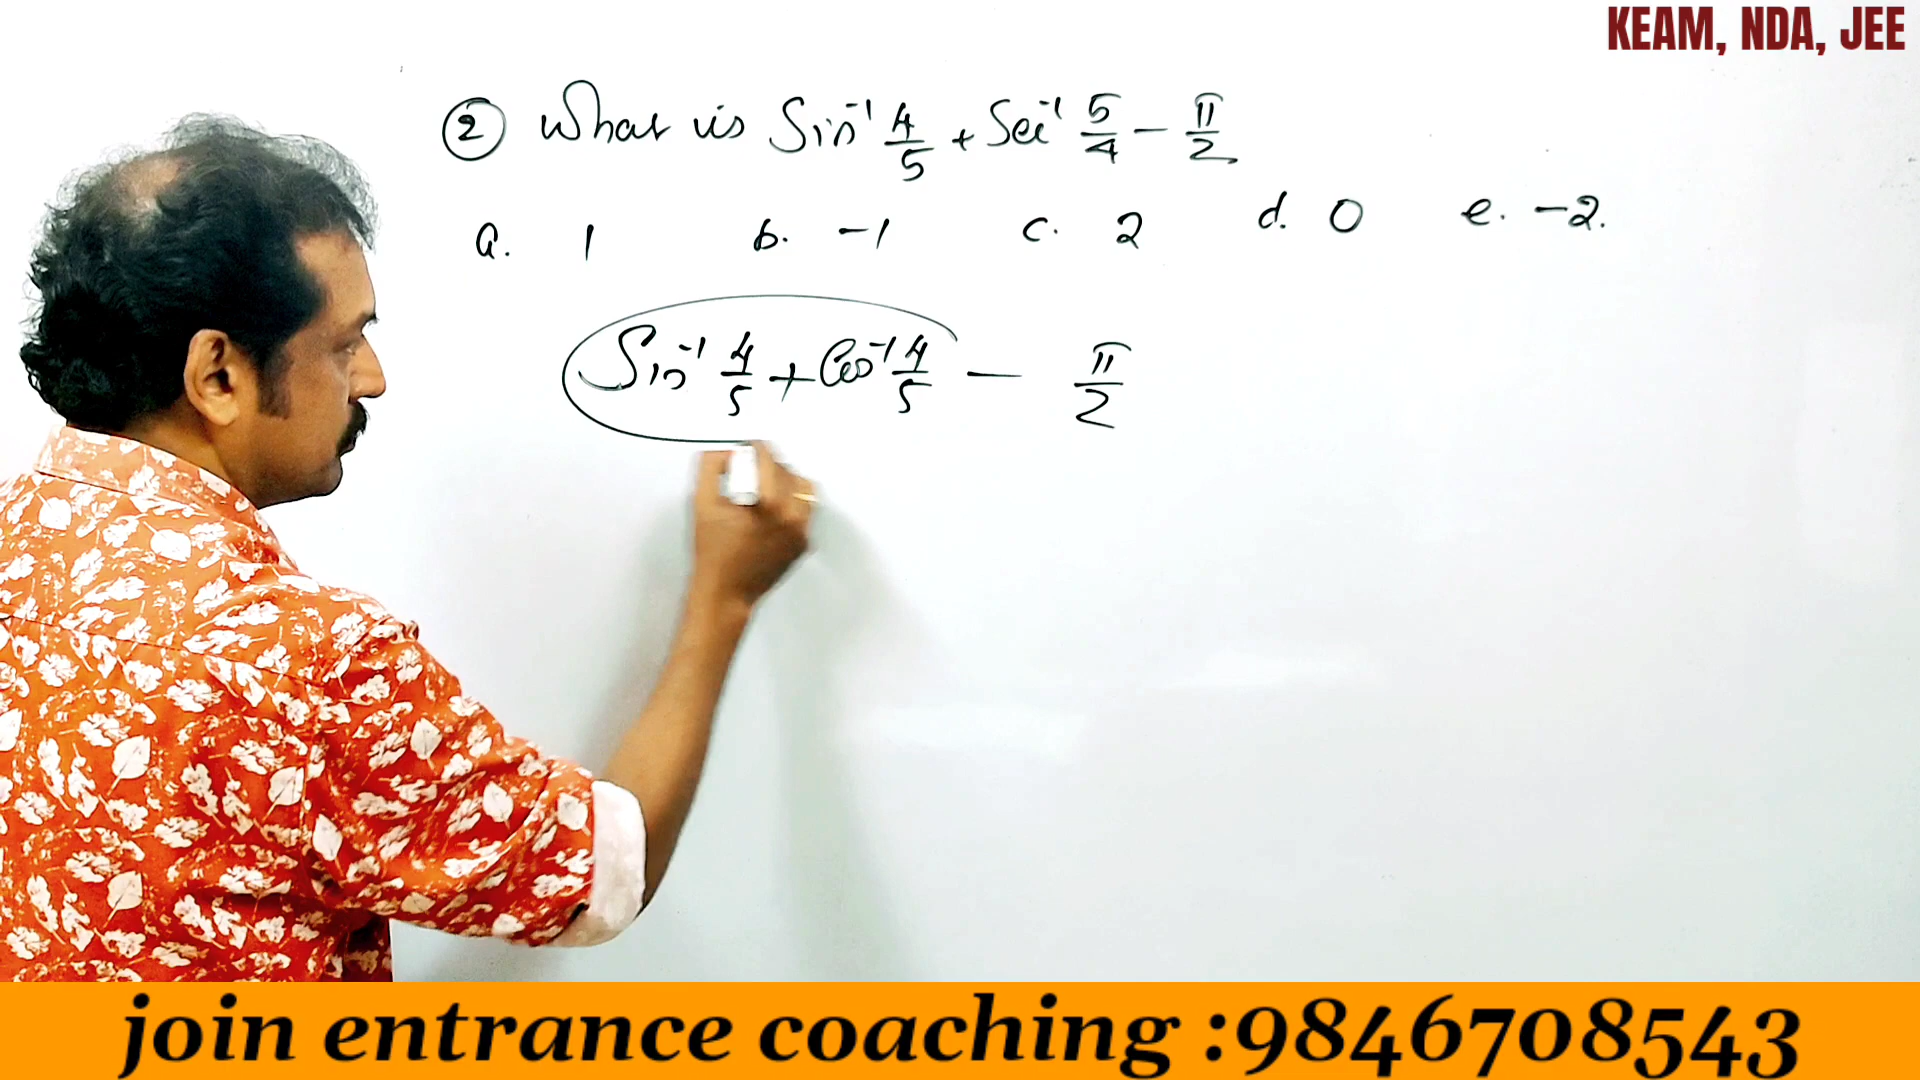 KEAM, NDA, JEE
② What is Sin⁻¹ 4/5 + Sec⁻¹ 5/4 − π/2
a. 1 b. −1 c. 2 d. 0 e. −2.
Sin⁻¹ 4/5 + Cos⁻¹ 4/5 − π/2
join entrance coaching :9846708543